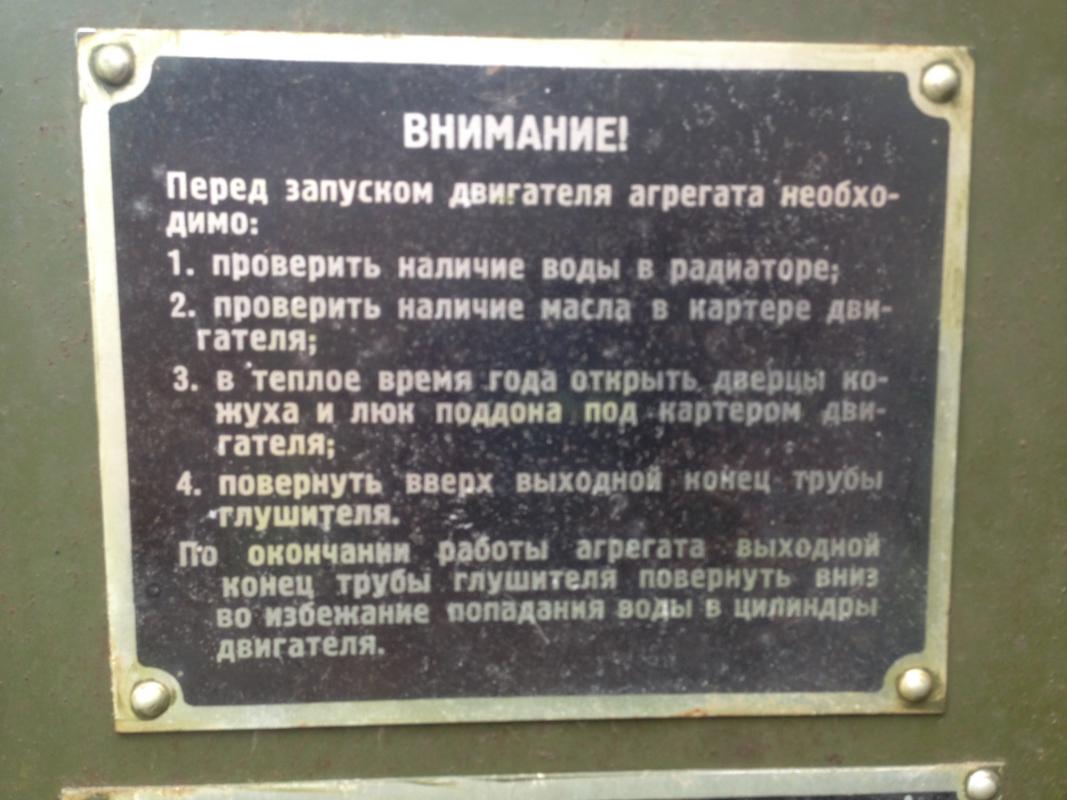 ВНИМАНИЕ!
Перед запуском двигателя агрегата необхо-
димо:
1. проверить наличие воды в радиаторе;
2. проверить наличие масла в картере дви-
гателя;
3. в теплое время года открыть дверцы ко-
жуха и люк поддона под картером дви-
гателя;
4. повернуть вверх выходной конец трубы
глушителя.
По окончании работы агрегата выходной
конец трубы глушителя повернуть вниз
во избежание попадания воды в цилиндры
двигателя.